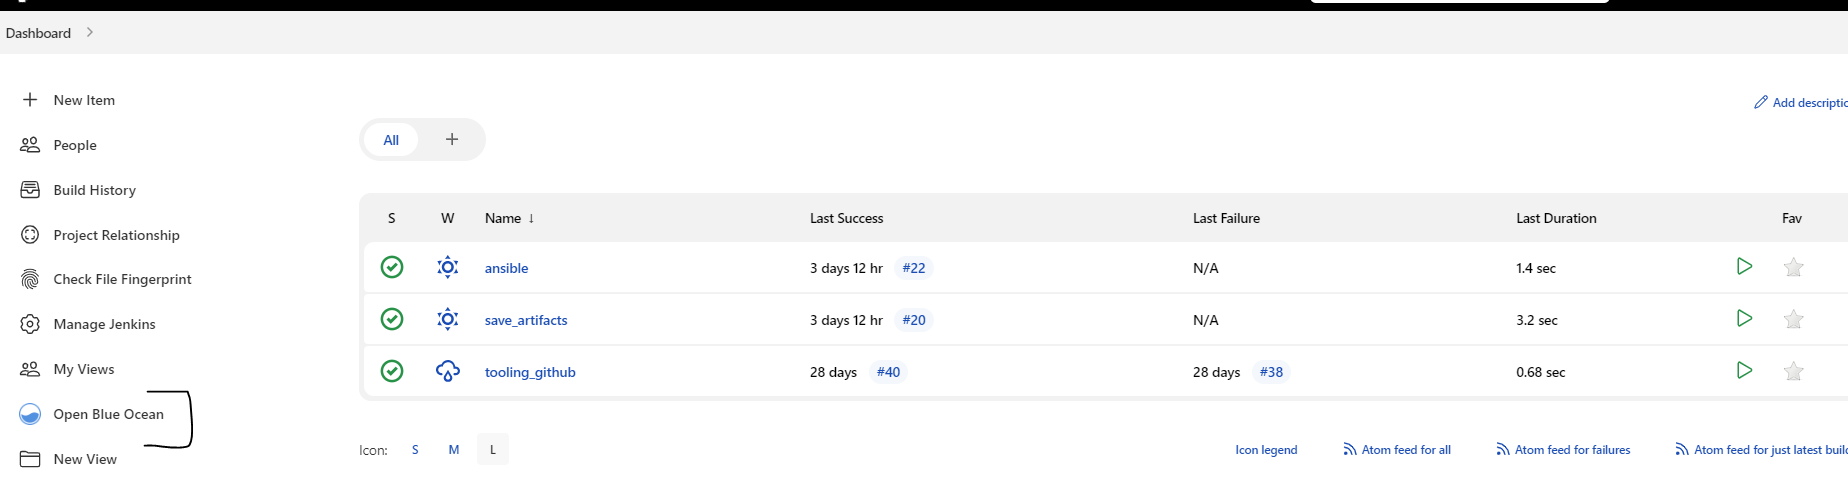 Dashboard
New Item
People
Build History
Project Relationship
Check File Fingerprint
Manage Jenkins
My Views
Open Blue Ocean
New View
Add descriptio
All +
S W Name ↓ Last Success Last Failure Last Duration Fav
ansible 3 days 12 hr #22 N/A 1.4 sec
save_artifacts 3 days 12 hr #20 N/A 3.2 sec
tooling_github 28 days #40 28 days #38 0.68 sec
Icon: S M L Icon legend Atom feed for all Atom feed for failures Atom feed for just latest buil